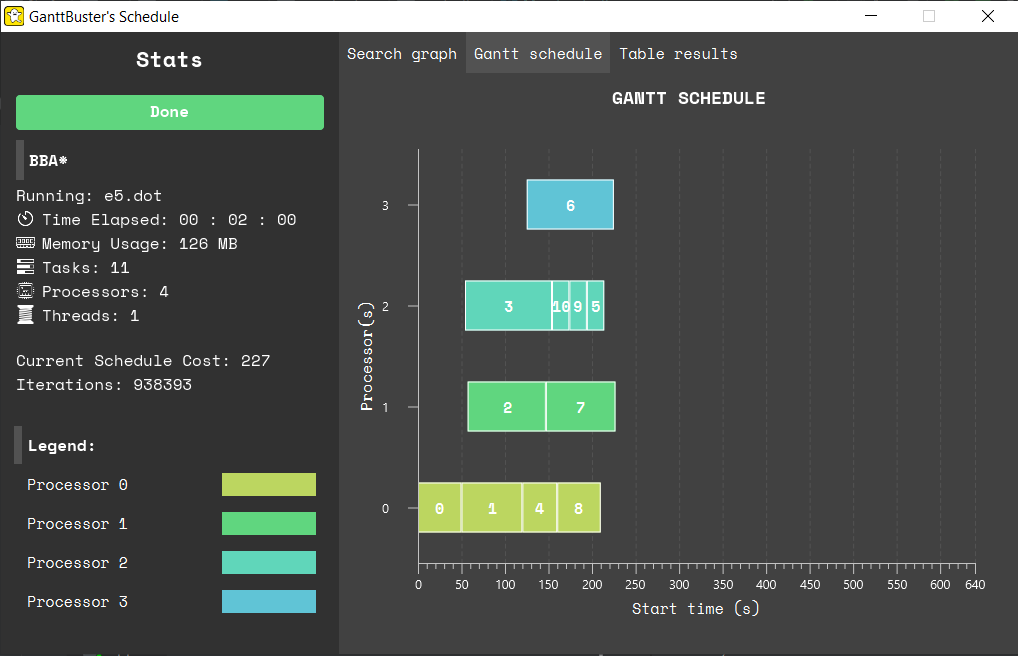 GanttBuster's Schedule
Stats
Done
BBA*
Running: e5.dot
Time Elapsed: 00 : 02 : 00
Memory Usage: 126 MB
Tasks: 11
Processors: 4
Threads: 1
Current Schedule Cost: 227
Iterations: 938393
Legend:
Processor 0
Processor 1
Processor 2
Processor 3
Search graph Gantt schedule Table results
GANTT SCHEDULE
Processor(s)
3 6
2 3 10 9 5
1 2 7
0 0 1 4 8
0 50 100 150 200 250 300 350 400 450 500 550 600 640
Start time (s)